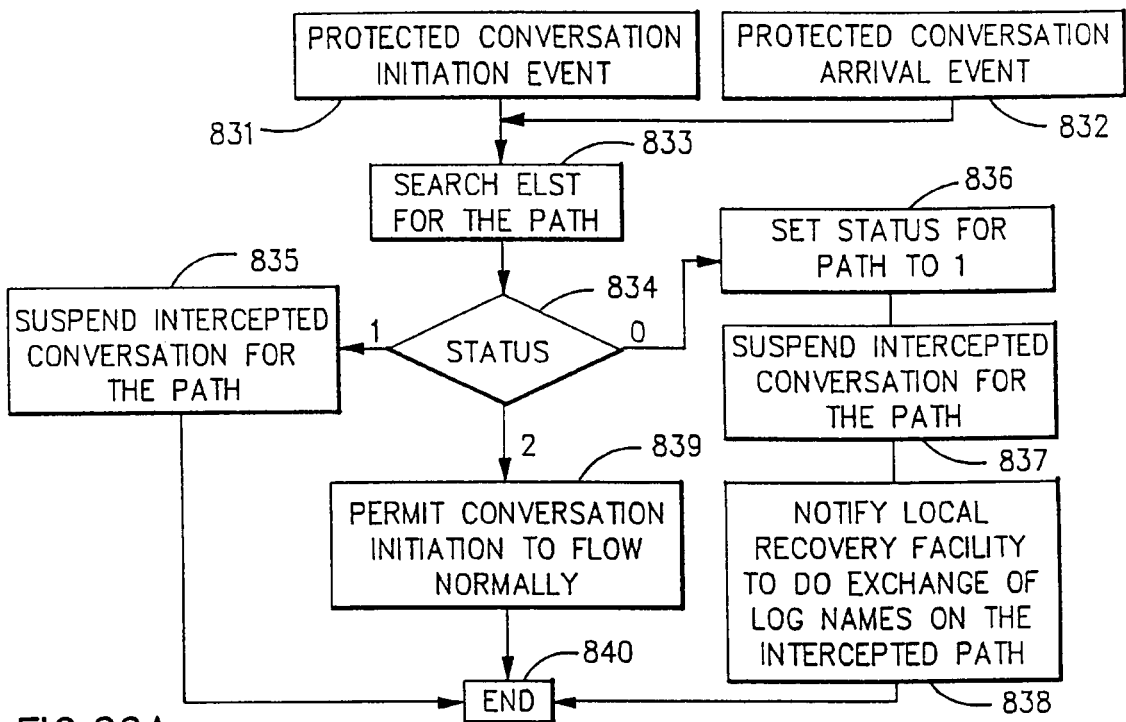 PROTECTED CONVERSATION
INITIATION EVENT
PROTECTED CONVERSATION
ARRIVAL EVENT
831
832
833
SEARCH ELST
FOR THE PATH
836
SET STATUS FOR
PATH TO 1
835
834
SUSPEND INTERCEPTED
CONVERSATION FOR
THE PATH
1
STATUS
0
SUSPEND INTERCEPTED
CONVERSATION FOR
THE PATH
837
2
839
PERMIT CONVERSATION
INITIATION TO FLOW
NORMALLY
NOTIFY LOCAL
RECOVERY FACILITY
TO DO EXCHANGE OF
LOG NAMES ON THE
INTERCEPTED PATH
838
840
END